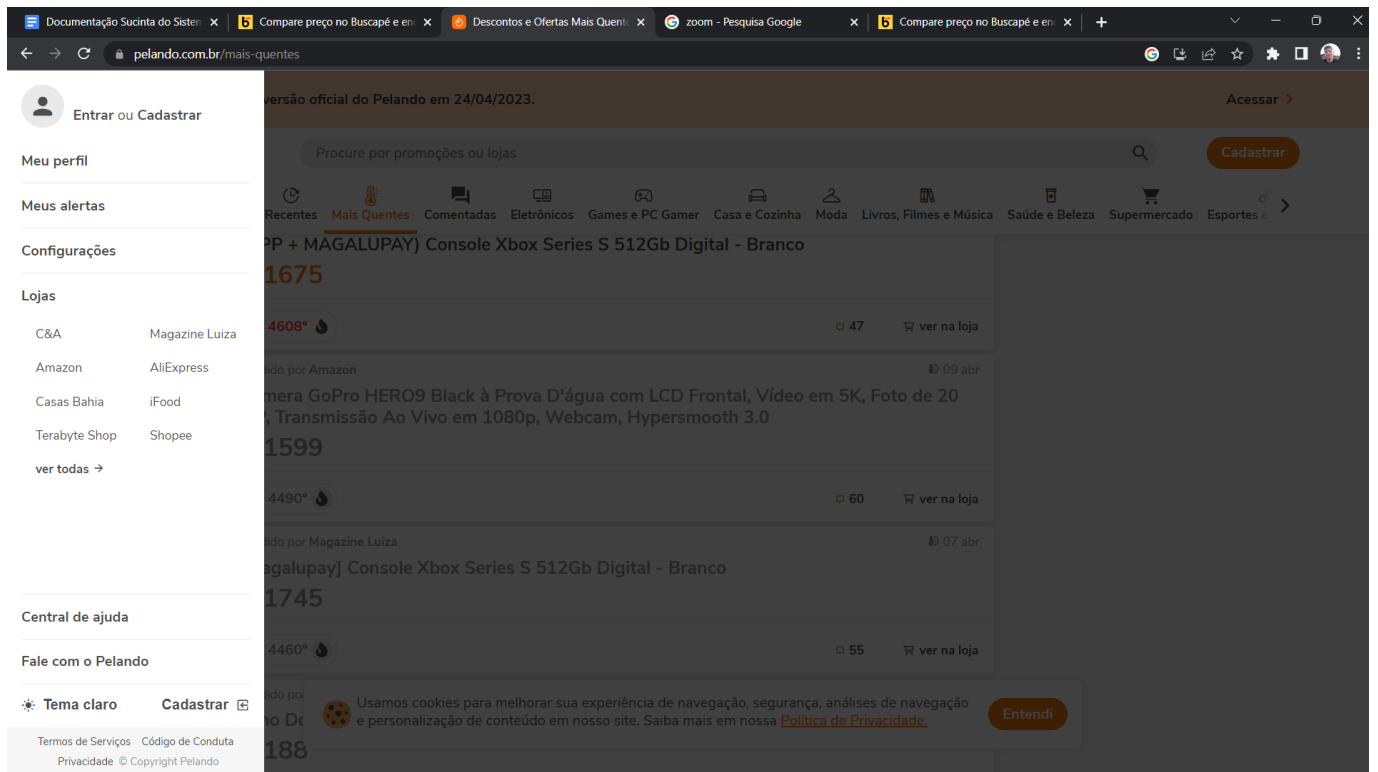 Documentação Sucinta do Sistem
Compare preço no Buscapé e en
Descontos e Ofertas Mais Quente
zoom - Pesquisa Google
Compare preço no Buscapé e en
pelando.com.br/mais-quentes
Entrar ou Cadastrar
Meu perfil
Meus alertas
Configurações
Lojas
C&A Magazine Luiza
Amazon AliExpress
Casas Bahia iFood
Terabyte Shop Shopee
ver todas →
Central de ajuda
Fale com o Pelando
Tema claro Cadastrar
Termos de Serviços Código de Conduta
Privacidade © Copyright Pelando
versão oficial do Pelando em 24/04/2023. Acessar
Procure por promoções ou lojas
Cadastrar
Recentes Mais Quentes Comentadas Eletrônicos Games e PC Gamer Casa e Cozinha Moda Livros, Filmes e Música Saúde e Beleza Supermercado Esportes e
PP + MAGALUPAY) Console Xbox Series S 512Gb Digital - Branco
1675
4608° 47 ver na loja
dido por Amazon 09 abr
mera GoPro HERO9 Black à Prova D'água com LCD Frontal, Vídeo em 5K, Foto de 20
, Transmissão Ao Vivo em 1080p, Webcam, Hypersmooth 3.0
1599
4490° 60 ver na loja
dido por Magazine Luiza 07 abr
agalupay] Console Xbox Series S 512Gb Digital - Branco
1745
4460° 55 ver na loja
dido por
no Do
188
Usamos cookies para melhorar sua experiência de navegação, segurança, análises de navegação
e personalização de conteúdo em nosso site. Saiba mais em nossa Política de Privacidade.
Entendi